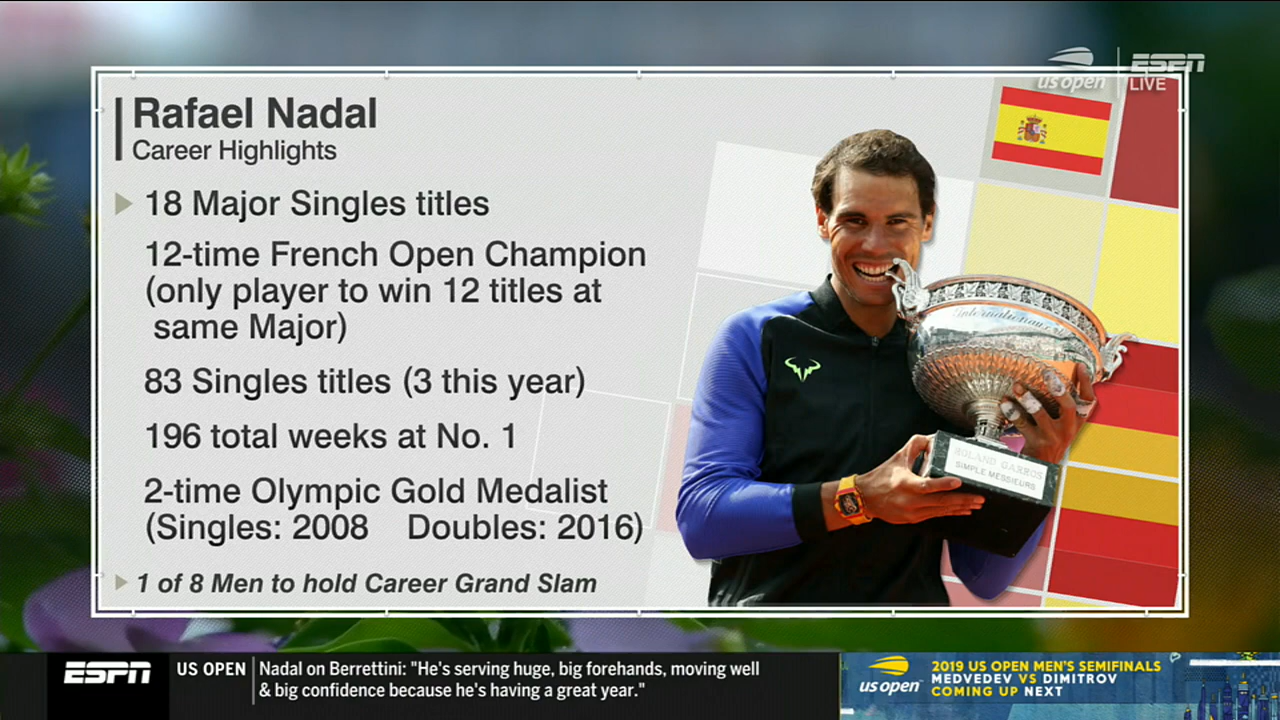 us open
ESPN
LIVE
Rafael Nadal
Career Highlights
18 Major Singles titles
12-time French Open Champion
(only player to win 12 titles at
same Major)
83 Singles titles (3 this year)
196 total weeks at No. 1
2-time Olympic Gold Medalist
(Singles: 2008 Doubles: 2016)
1 of 8 Men to hold Career Grand Slam
Internationaux
ROLAND GARROS
SIMPLE MESSIEURS
ESPN
US OPEN
Nadal on Berrettini: "He's serving huge, big forehands, moving well
& big confidence because he's having a great year."
us open
2019 US OPEN MEN'S SEMIFINALS
MEDVEDEV VS DIMITROV
COMING UP NEXT